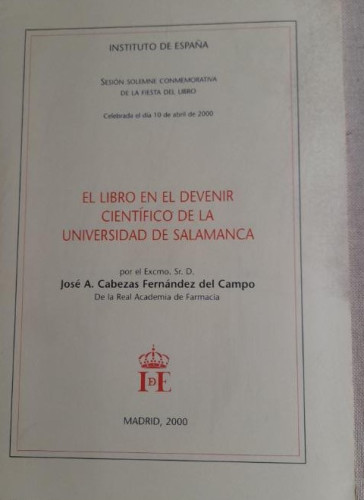 INSTITUTO DE ESPAÑA
SESIÓN SOLEMNE CONMEMORATIVA
DE LA FIESTA DEL LIBRO
Celebrada el día 10 de abril de 2000
EL LIBRO EN EL DEVENIR
CIENTÍFICO DE LA
UNIVERSIDAD DE SALAMANCA
por el Excmo. Sr. D.
José A. Cabezas Fernández del Campo
De la Real Academia de Farmacia
IDE
MADRID, 2000